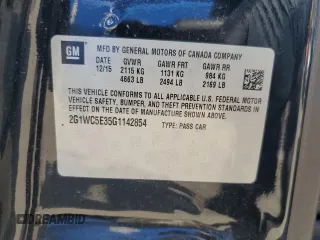 GM
MFD BY GENERAL MOTORS OF CANADA COMPANY
DATE GVWR GAWR FRT GAWR RR
12/15 2115 KG 1131 KG 984 KG
4663 LB 2494 LB 2169 LB
THIS VEHICLE CONFORMS TO ALL APPLICABLE U.S. FEDERAL MOTOR
VEHICLE SAFETY, BUMPER, AND THEFT PREVENTION STANDARDS IN
EFFECT ON THE DATE OF MANUFACTURE SHOWN ABOVE.
2G1WC5E35G1142854 TYPE: PASS CAR
CARADIMID